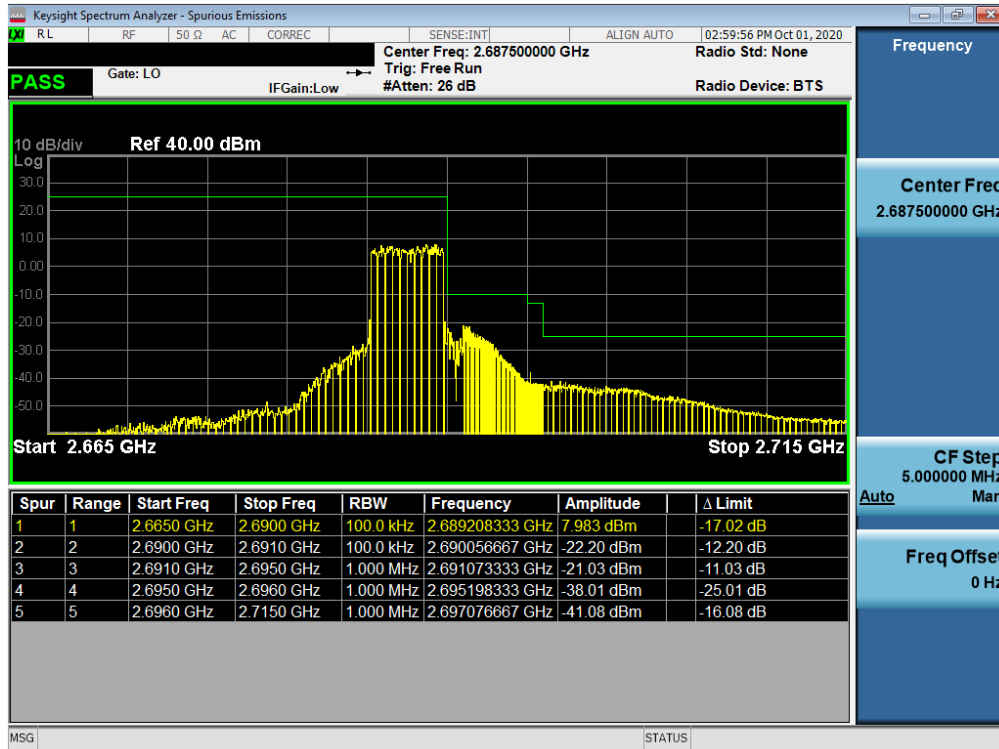 Keysight Spectrum Analyzer - Spurious Emissions
LXI RL RF 50 Ω AC CORREC SENSE:INT ALIGN AUTO 02:59:56 PM Oct 01, 2020
Center Freq: 2.687500000 GHz Radio Std: None
Gate: LO Trig: Free Run
PASS IFGain:Low #Atten: 26 dB Radio Device: BTS
10 dB/div Ref 40.00 dBm
Log
30.0
20.0
10.0
0.00
-10.0
-20.0
-30.0
-40.0
-50.0
Start 2.665 GHz Stop 2.715 GHz
Spur Range Start Freq Stop Freq RBW Frequency Amplitude Δ Limit
1 1 2.6650 GHz 2.6900 GHz 100.0 kHz 2.689208333 GHz 7.983 dBm -17.02 dB
2 2 2.6900 GHz 2.6910 GHz 100.0 kHz 2.690056667 GHz -22.20 dBm -12.20 dB
3 3 2.6910 GHz 2.6950 GHz 1.000 MHz 2.691073333 GHz -21.03 dBm -11.03 dB
4 4 2.6950 GHz 2.6960 GHz 1.000 MHz 2.695198333 GHz -38.01 dBm -25.01 dB
5 5 2.6960 GHz 2.7150 GHz 1.000 MHz 2.697076667 GHz -41.08 dBm -16.08 dB
MSG STATUS
Frequency
Center Freq
2.687500000 GHz
CF Step
5.000000 MHz
Auto Man
Freq Offset
0 Hz